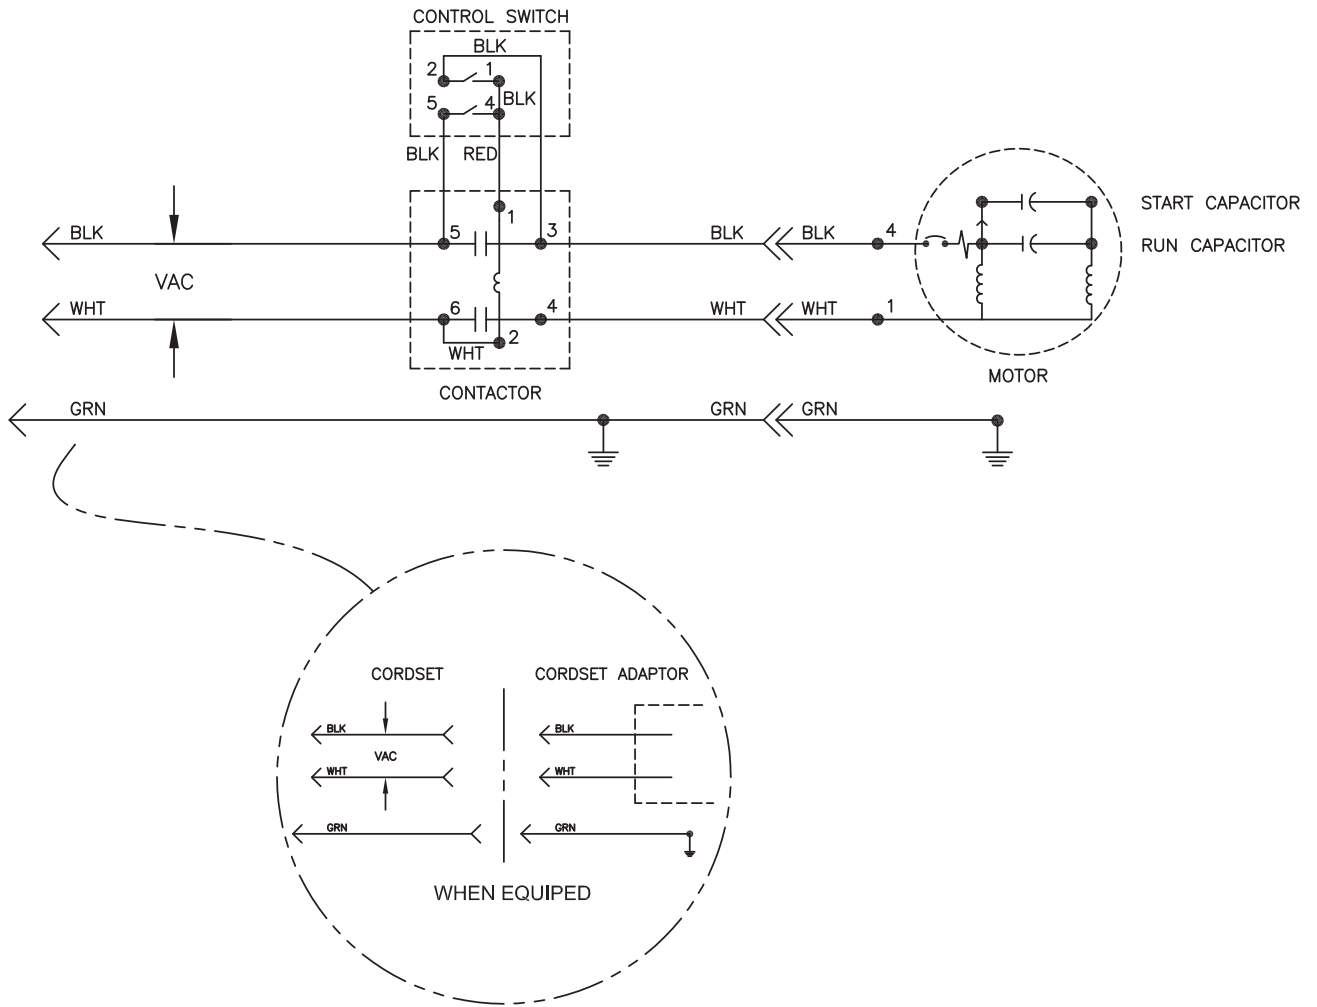 CONTROL SWITCH
BLK
2 1
5 4 BLK
BLK RED
1
BLK 5 3 BLK BLK 4
START CAPACITOR
RUN CAPACITOR
VAC
WHT 6 4 WHT WHT 1
WHT 2
MOTOR
CONTACTOR
GRN GRN GRN
CORDSET CORDSET ADAPTOR
BLK BLK
VAC
WHT WHT
GRN GRN
WHEN EQUIPED